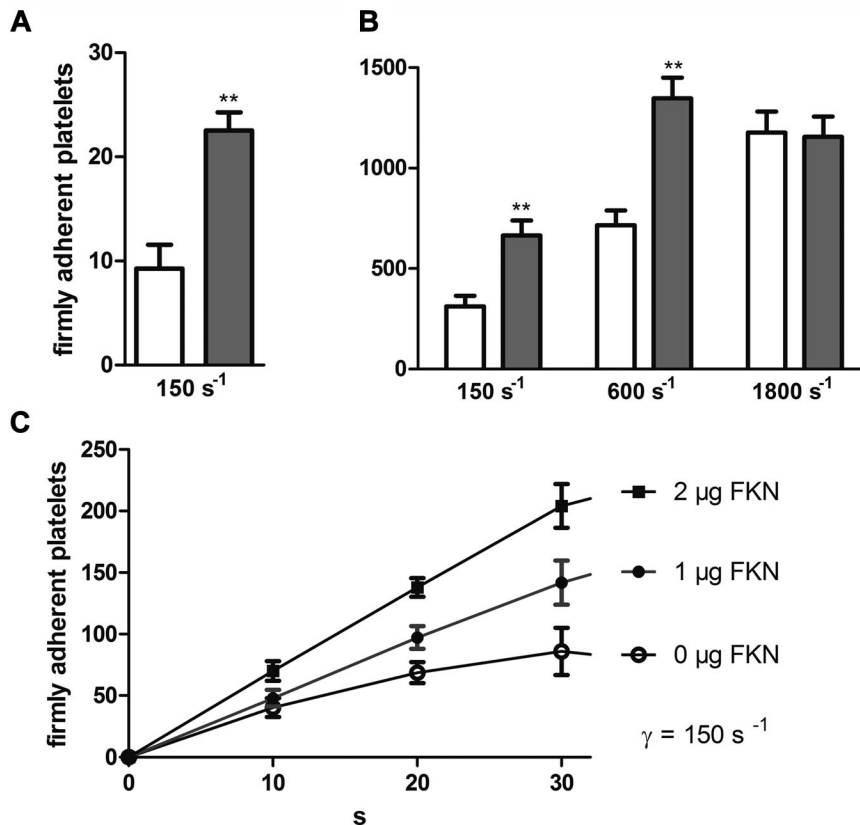 A
firmly adherent platelets
30
20
10
0
**
150 s⁻¹
B
1500
1000
500
0
**
**
150 s⁻¹
600 s⁻¹
1800 s⁻¹
C
firmly adherent platelets
250
200
150
100
50
0
0
10
20
30
s
2 µg FKN
1 µg FKN
0 µg FKN
γ = 150 s ⁻¹